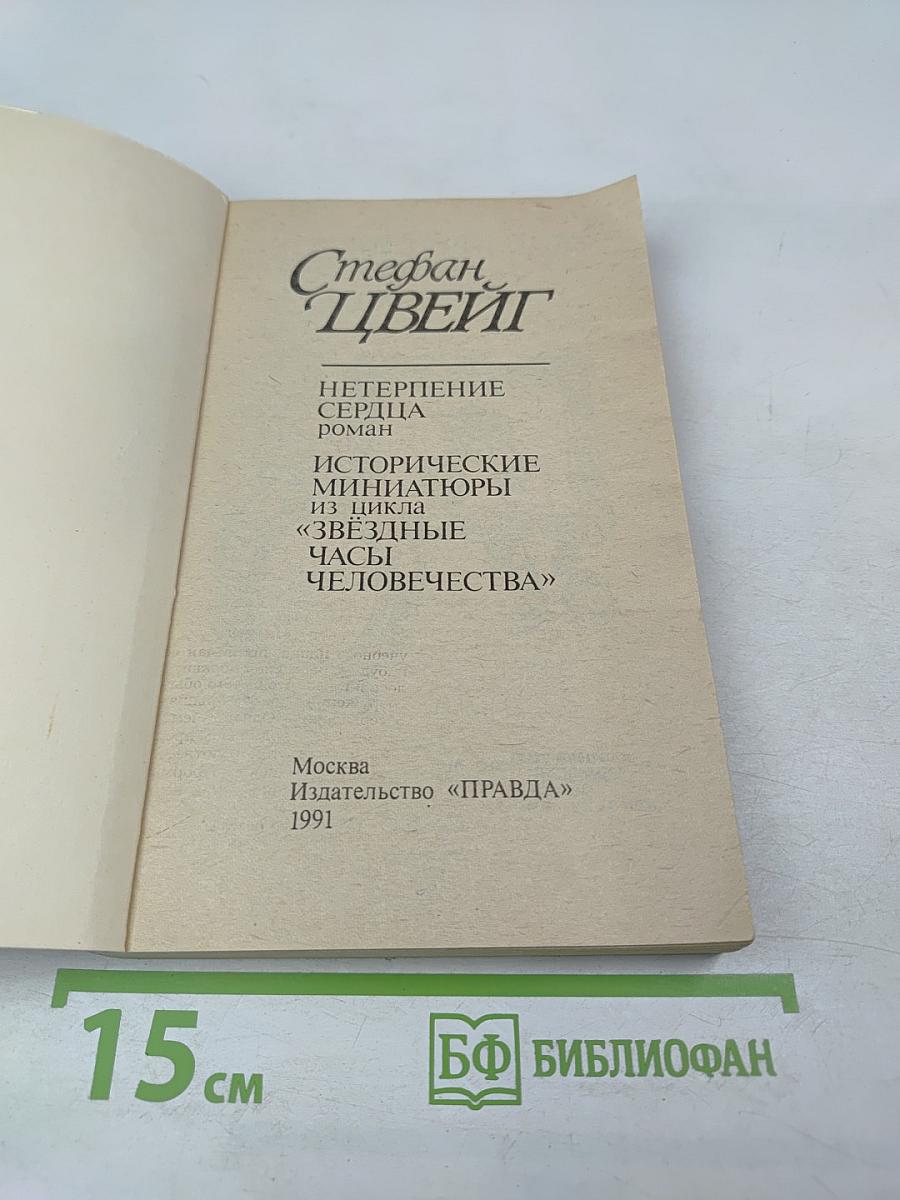 Стефан
ЦВЕЙГ
НЕТЕРПЕНИЕ
СЕРДЦА
роман
ИСТОРИЧЕСКИЕ
МИНИАТЮРЫ
из цикла
«ЗВЁЗДНЫЕ
ЧАСЫ
ЧЕЛОВЕЧЕСТВА»
Москва
Издательство «ПРАВДА»
1991
15 см
БФ БИБЛИОФАН